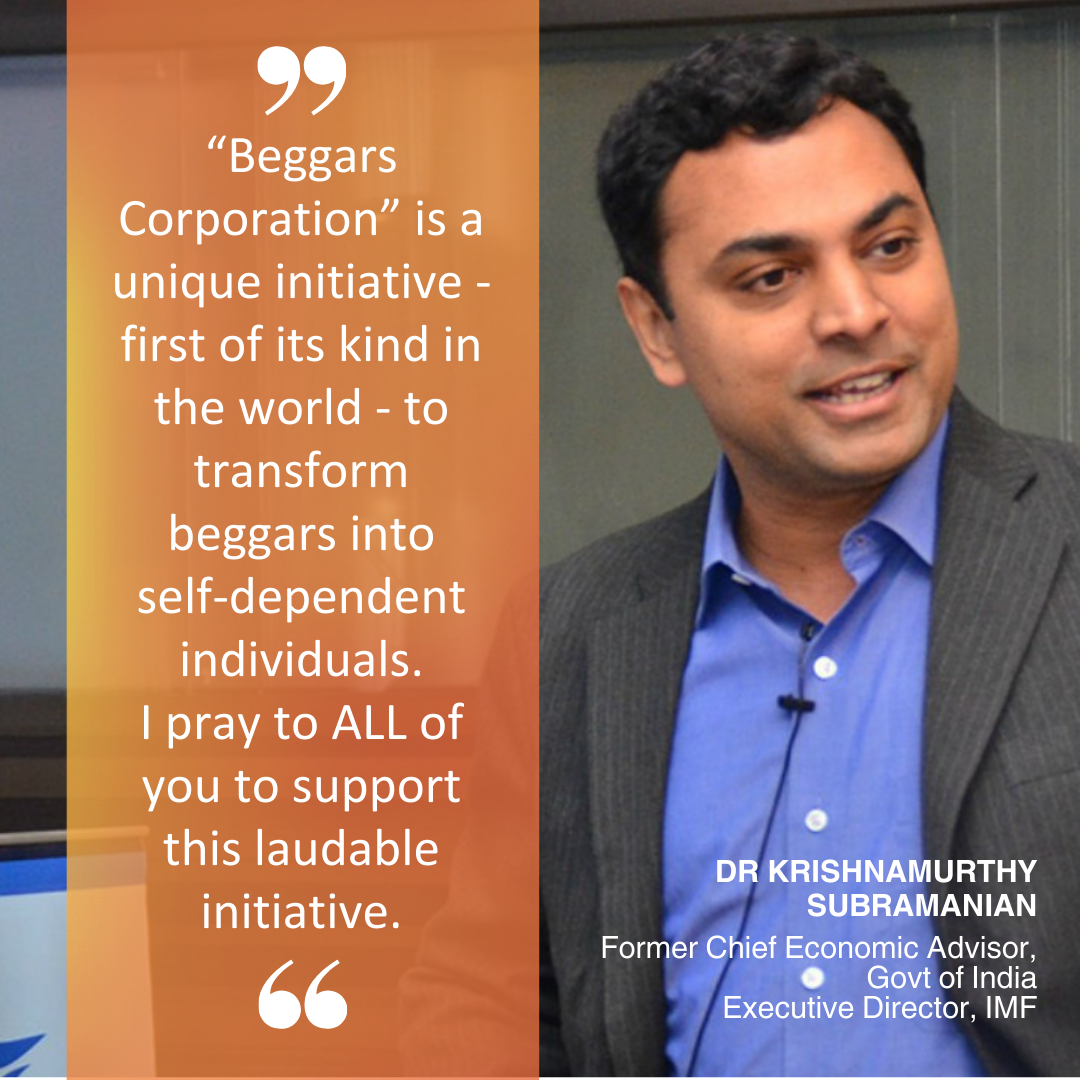 ”
“Beggars
Corporation” is a
unique initiative -
first of its kind in
the world - to
transform
beggars into
self-dependent
individuals.
I pray to ALL of
you to support
this laudable
initiative.
“
DR KRISHNAMURTHY
SUBRAMANIAN
Former Chief Economic Advisor,
Govt of India
Executive Director, IMF